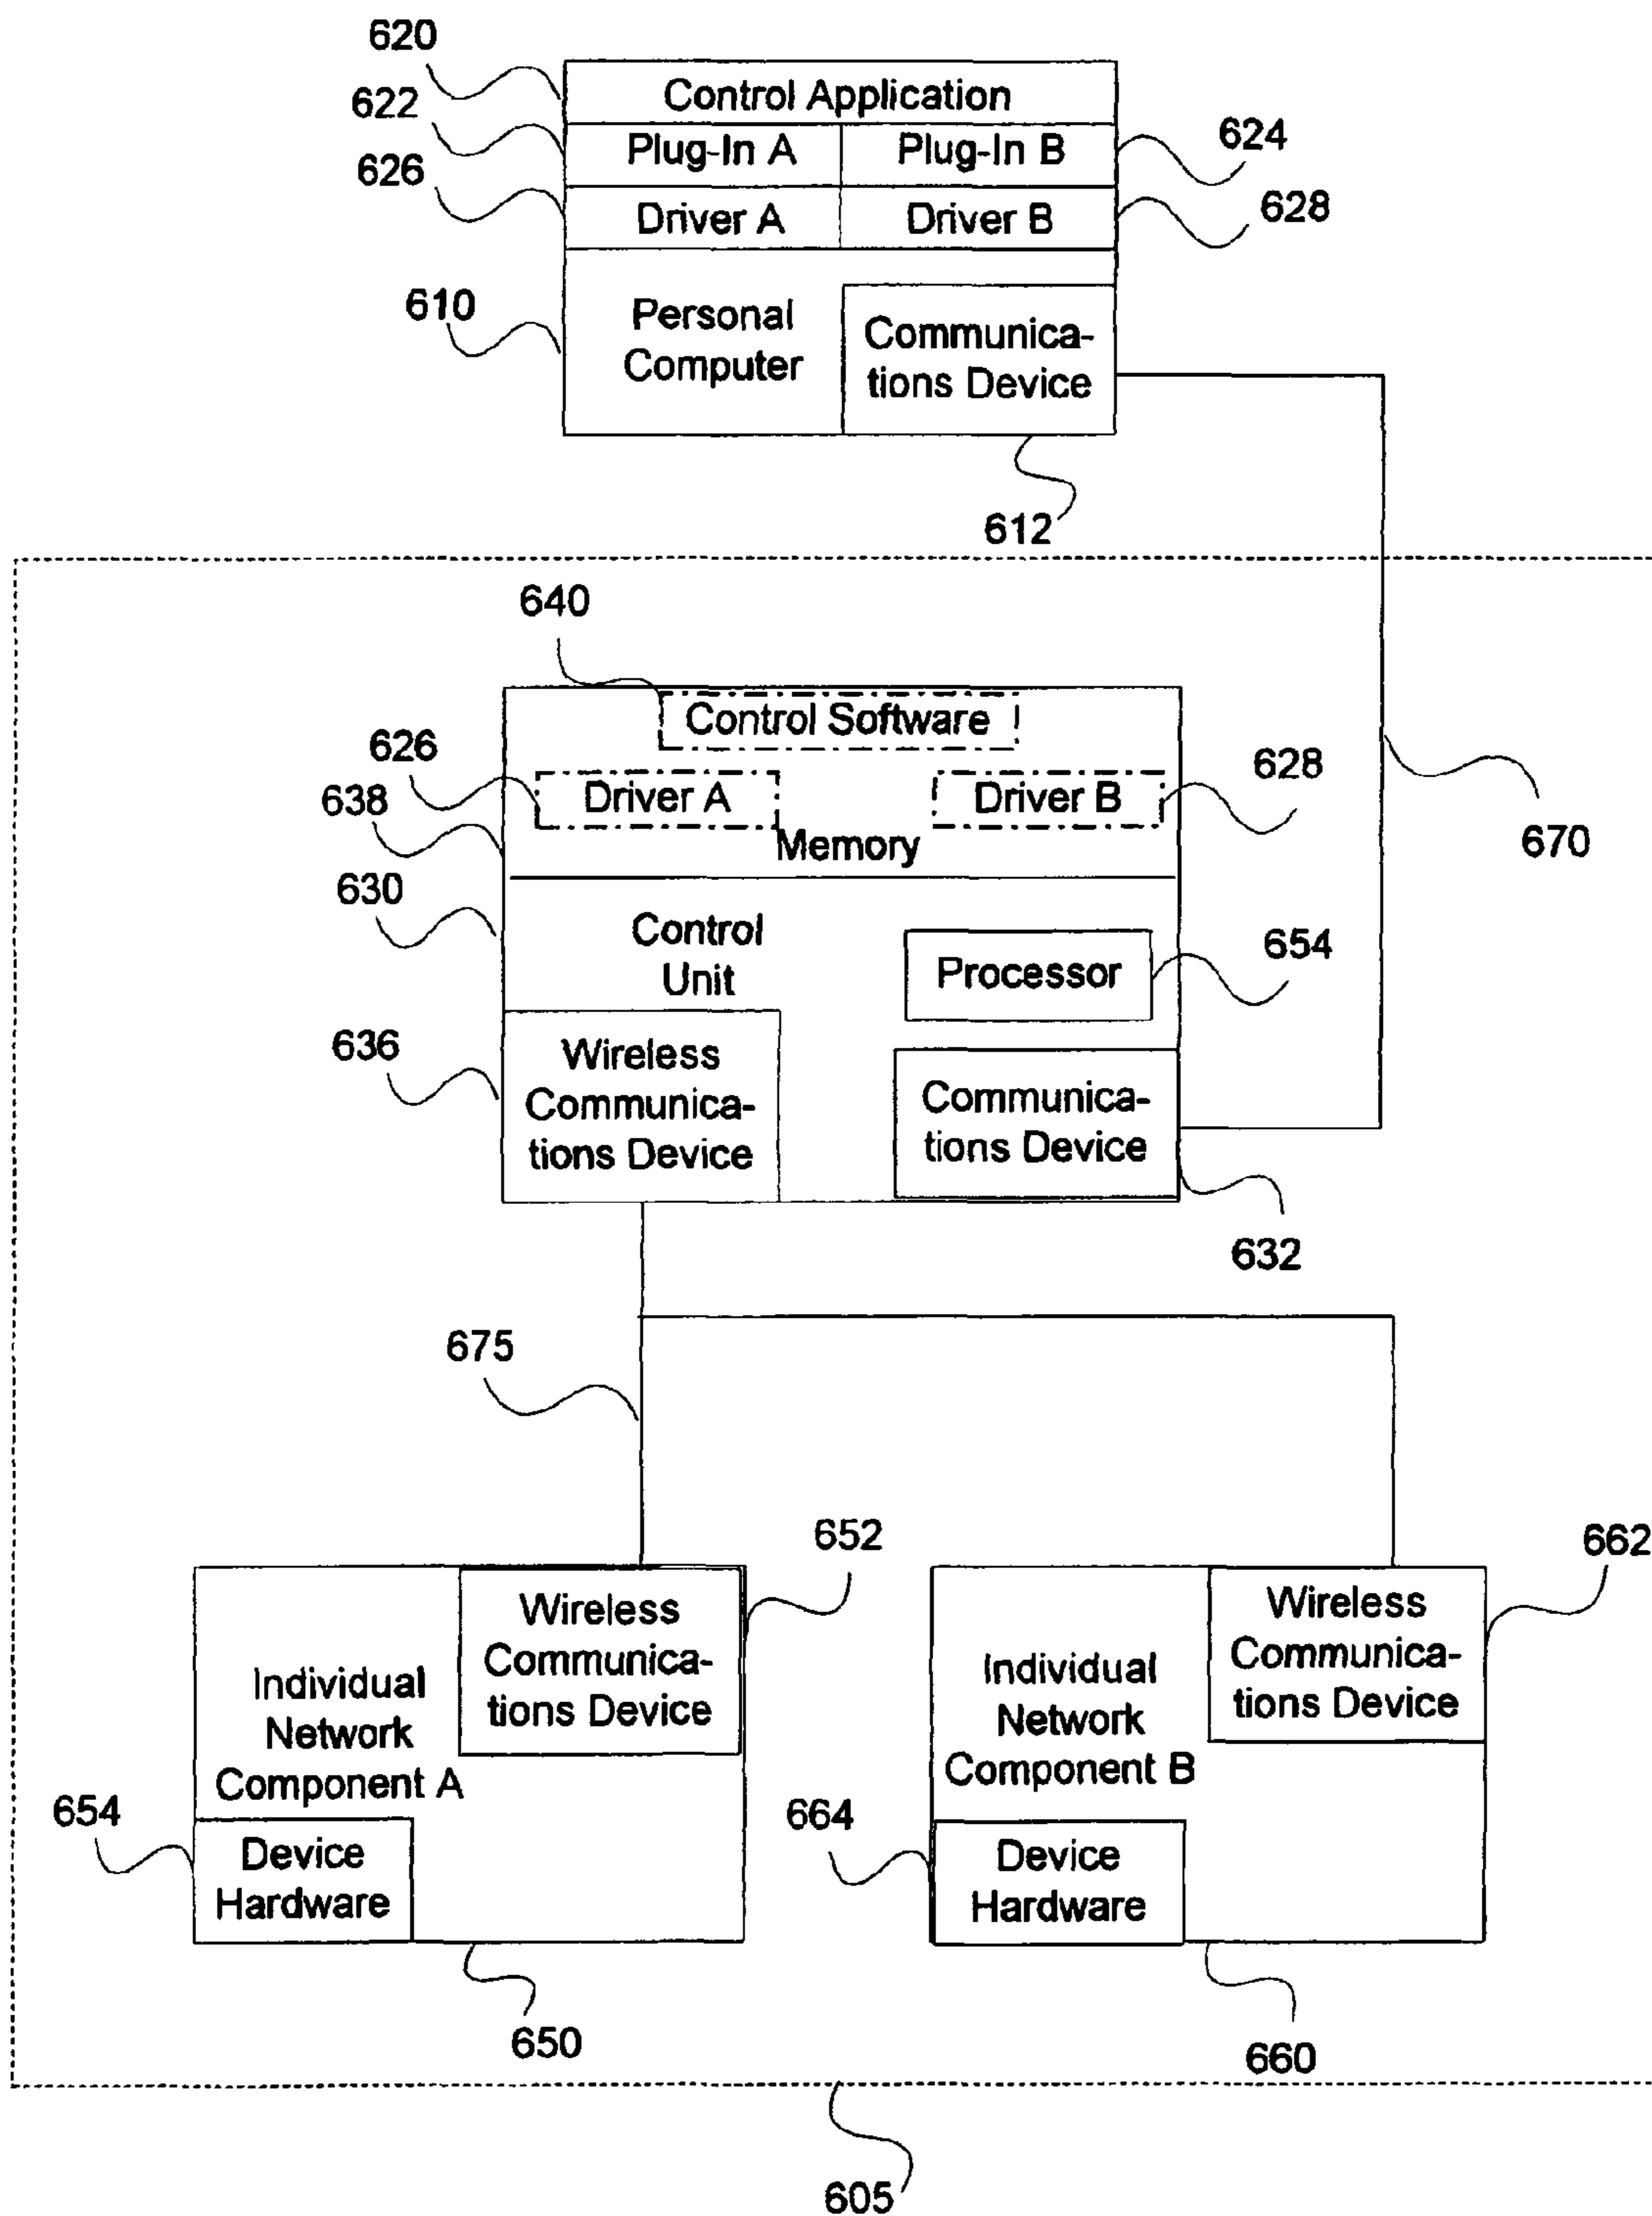 620
Control Application
622
Plug-In A
Plug-In B
624
626
Driver A
Driver B
628
610
Personal
Computer
Communica-
tions Device
612
640
Control Software
626
Driver A
Driver B
628
638
Memory
670
630
Control
Unit
Processor
654
636
Wireless
Communica-
tions Device
Communica-
tions Device
632
675
652
662
Wireless
Communica-
tions Device
Individual
Network
Component A
Wireless
Communica-
tions Device
Individual
Network
Component B
654
Device
Hardware
664
Device
Hardware
650
660
605